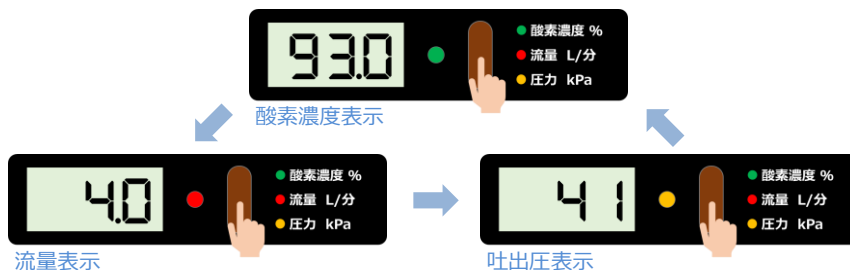 93.0
酸素濃度 %
流量 L/分
圧力 kPa
酸素濃度表示
4.0
酸素濃度 %
流量 L/分
圧力 kPa
流量表示
41
酸素濃度 %
流量 L/分
圧力 kPa
吐出圧表示